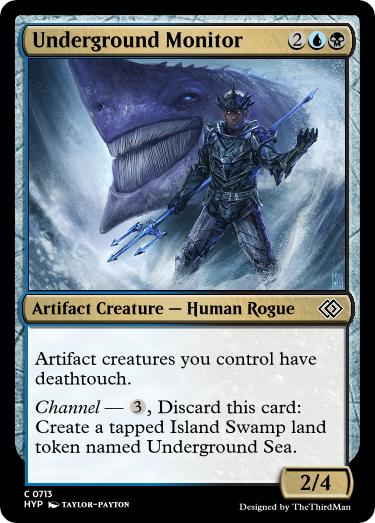 Underground Monitor 2
Artifact Creature — Human Rogue
Artifact creatures you control have
deathtouch.
Channel — 3, Discard this card:
Create a tapped Island Swamp land
token named Underground Sea.
2/4
C 0713
HYP TAYLOR-PAYTON
Designed by TheThirdMan